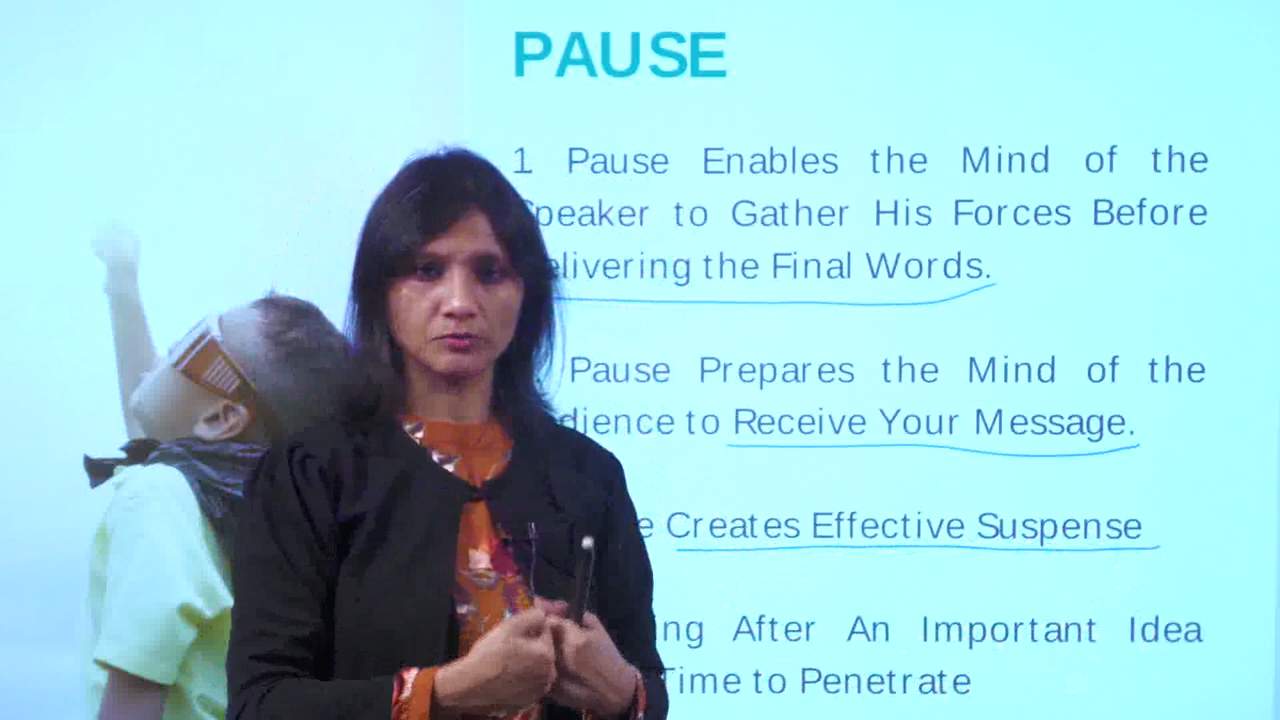 PAUSE
1 Pause Enables the Mind of the
Speaker to Gather His Forces Before
Delivering the Final Words.
Pause Prepares the Mind of the
Audience to Receive Your Message.
Creates Effective Suspense
After An Important Idea
Time to Penetrate